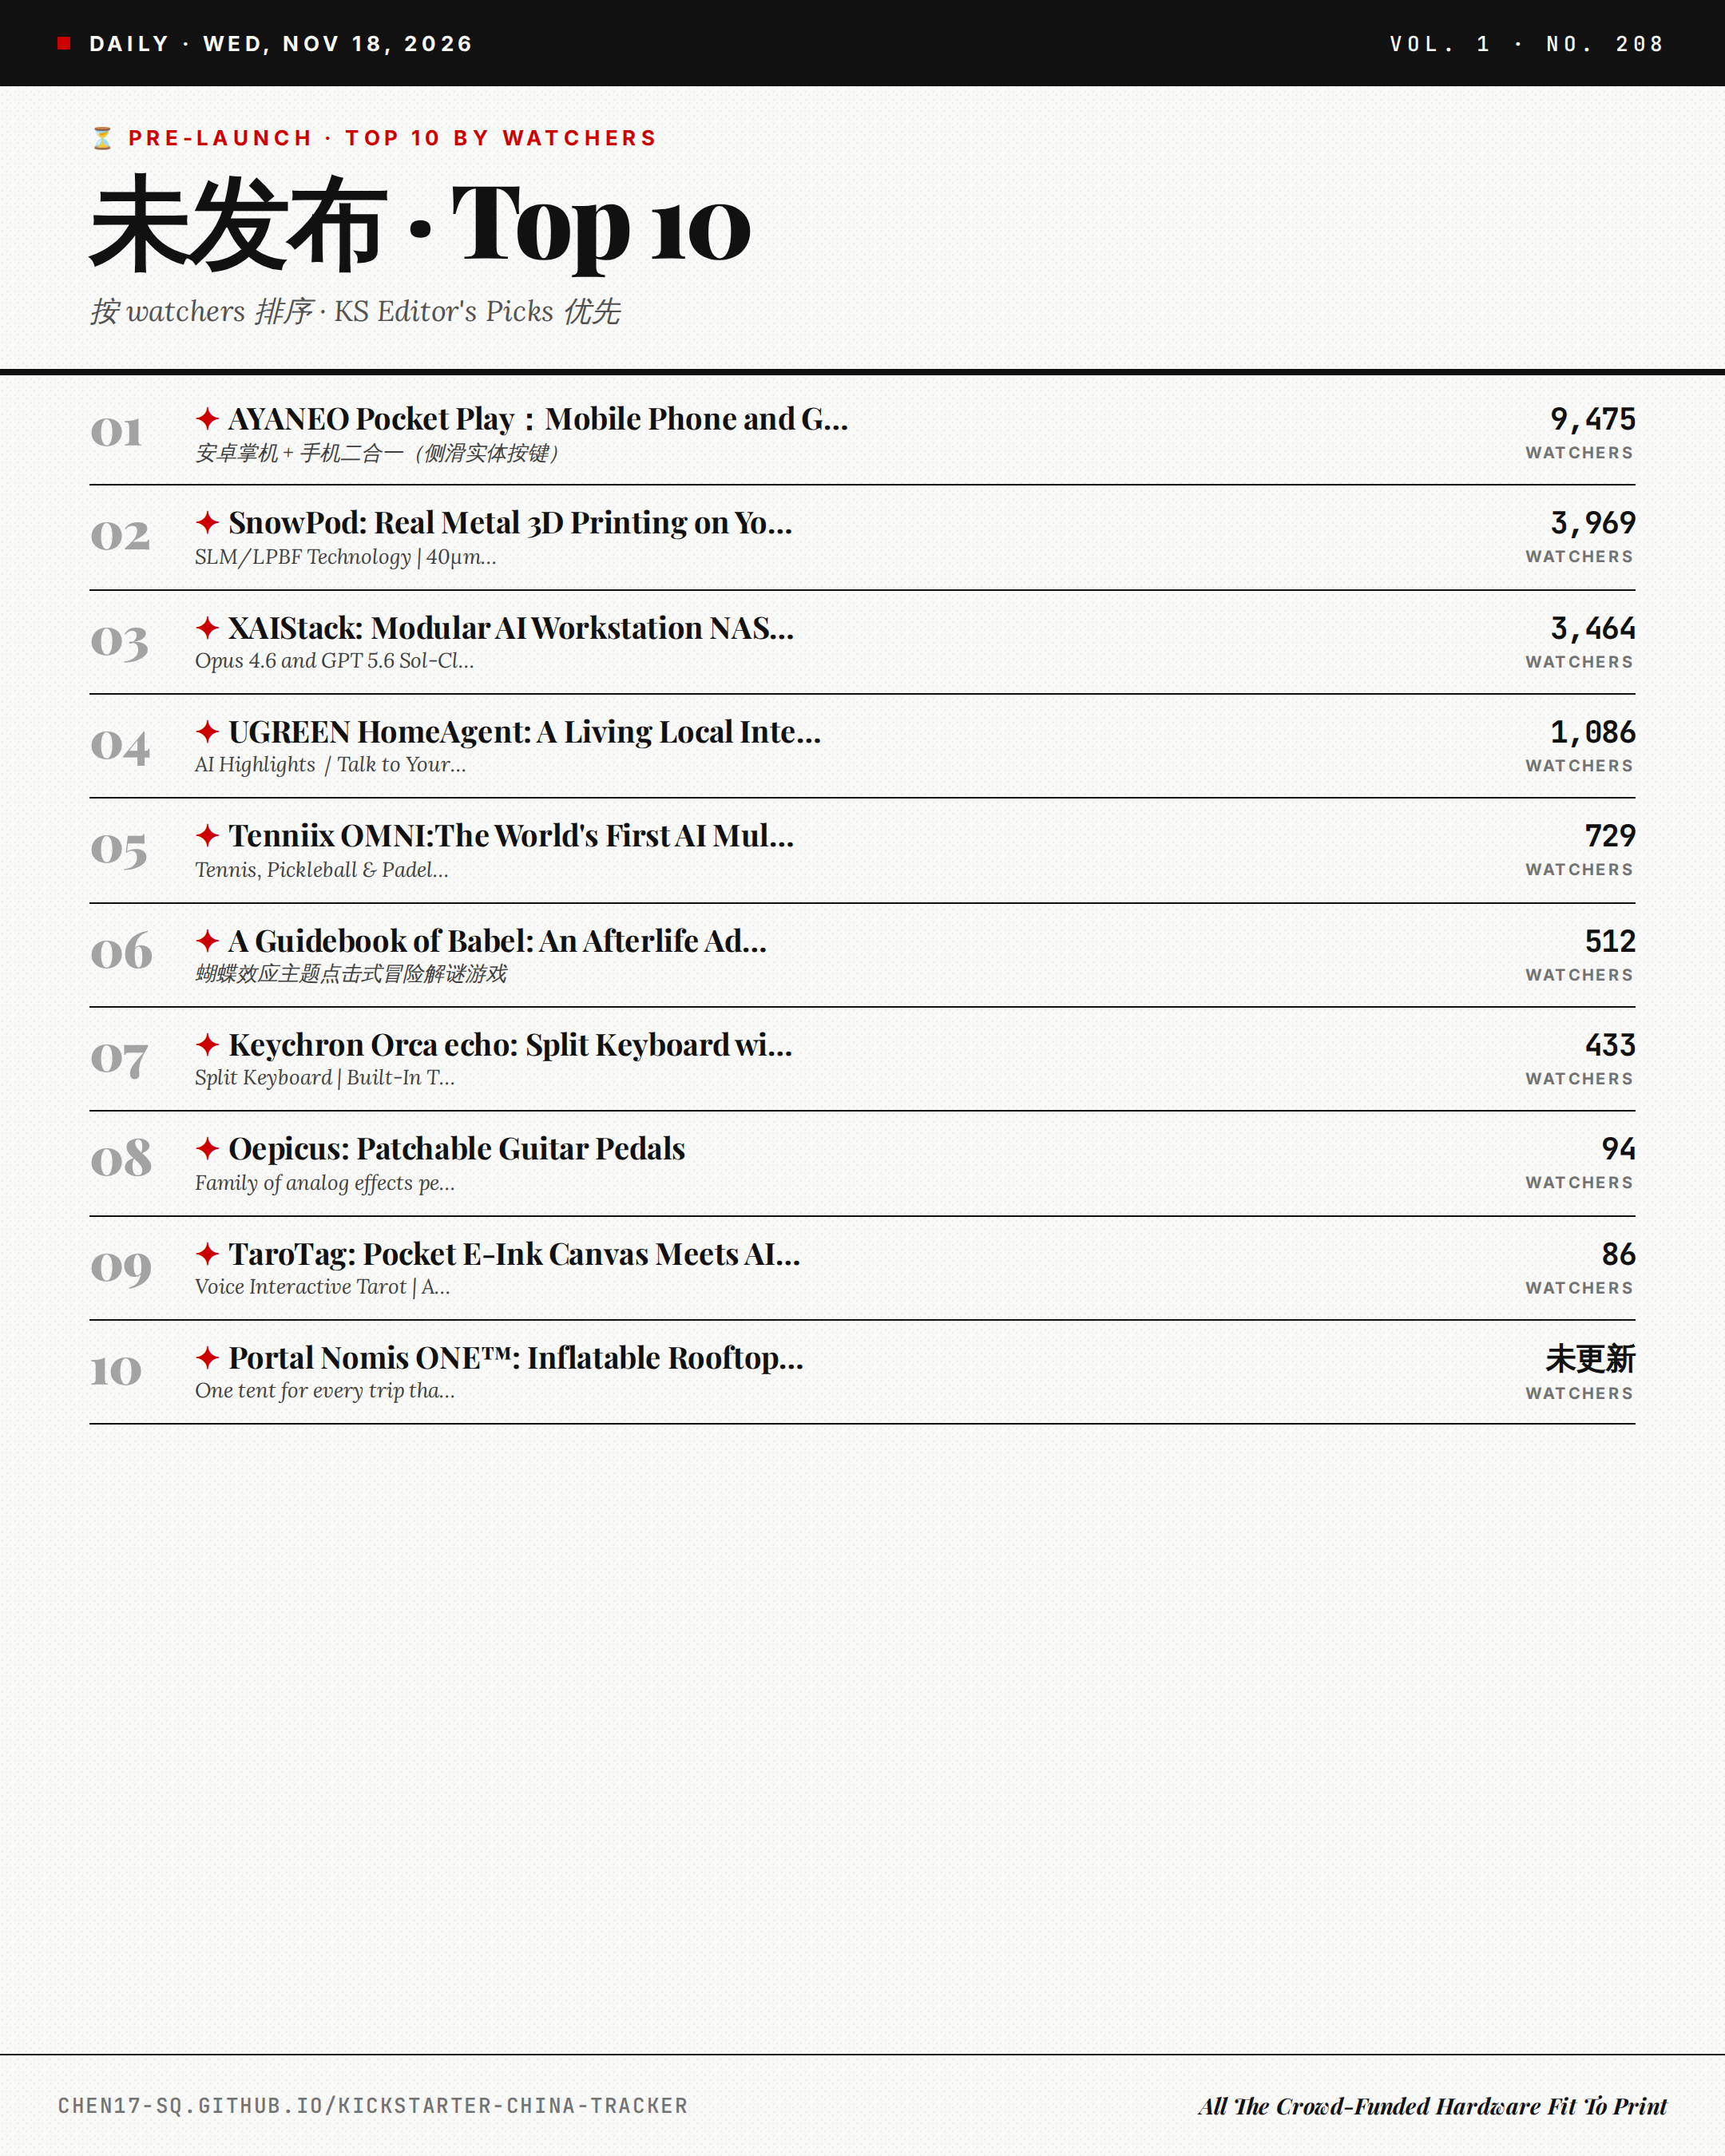 DAILY · WED, NOV 18, 2026
VOL. 1 · NO. 208
⏳ PRE-LAUNCH · TOP 10 BY WATCHERS
未发布 · Top 10
按 watchers 排序 · KS Editor's Picks 优先
01
✦ AYANEO Pocket Play：Mobile Phone and G...
9,475
安卓掌机 + 手机二合一（侧滑实体按键）
WATCHERS
02
✦ SnowPod: Real Metal 3D Printing on Yo...
3,969
SLM/LPBF Technology | 40μm...
WATCHERS
03
✦ XAIStack: Modular AI Workstation NAS...
3,464
Opus 4.6 and GPT 5.6 Sol-Cl...
WATCHERS
04
✦ UGREEN HomeAgent: A Living Local Inte...
1,086
AI Highlights / Talk to Your...
WATCHERS
05
✦ Tenniix OMNI:The World's First AI Mul...
729
Tennis, Pickleball & Padel...
WATCHERS
06
✦ A Guidebook of Babel: An Afterlife Ad...
512
蝴蝶效应主题点击式冒险解谜游戏
WATCHERS
07
✦ Keychron Orca echo: Split Keyboard wi...
433
Split Keyboard | Built-In T...
WATCHERS
08
✦ Oepicus: Patchable Guitar Pedals
94
Family of analog effects pe...
WATCHERS
09
✦ TaroTag: Pocket E-Ink Canvas Meets AI...
86
Voice Interactive Tarot | A...
WATCHERS
10
✦ Portal Nomis ONE™: Inflatable Rooftop...
未更新
One tent for every trip tha...
WATCHERS
CHEN17-SQ.GITHUB.IO/KICKSTARTER-CHINA-TRACKER
All The Crowd-Funded Hardware Fit To Print